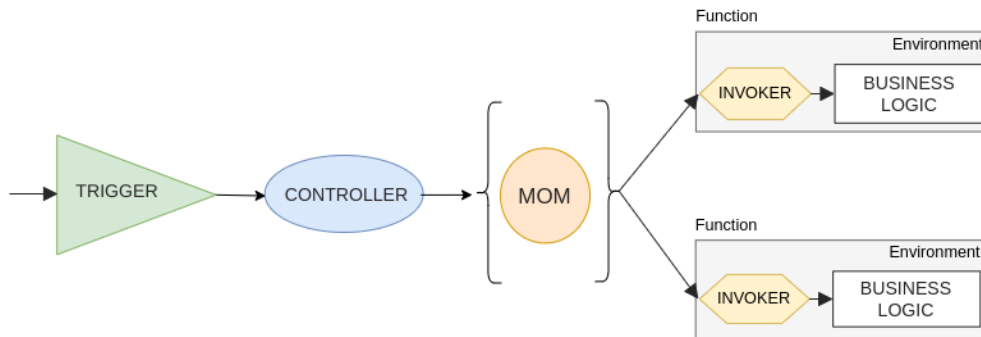 Function
Environment
INVOKER
BUSINESS
LOGIC
TRIGGER
CONTROLLER
MOM
Function
Environment
INVOKER
BUSINESS
LOGIC